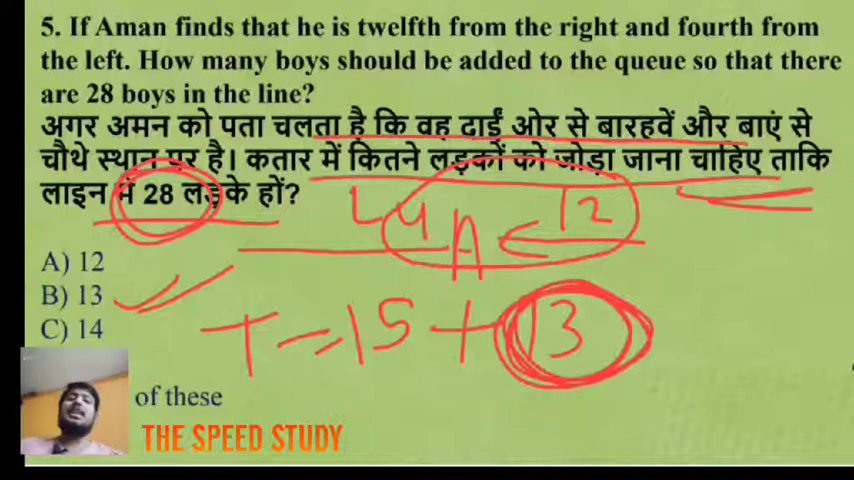 5. If Aman finds that he is twelfth from the right and fourth from
the left. How many boys should be added to the queue so that there
are 28 boys in the line?
अगर अमन को पता चलता है कि वह दाईं ओर से बारहवें और बाएं से
चौथे स्थान पर है। कतार में कितने लड़कों को जोड़ा जाना चाहिए ताकि
लाइन में 28 लड़के हों?
L 4 A 12
A) 12
B) 13
T = 15 + 13
C) 14
of these
THE SPEED STUDY